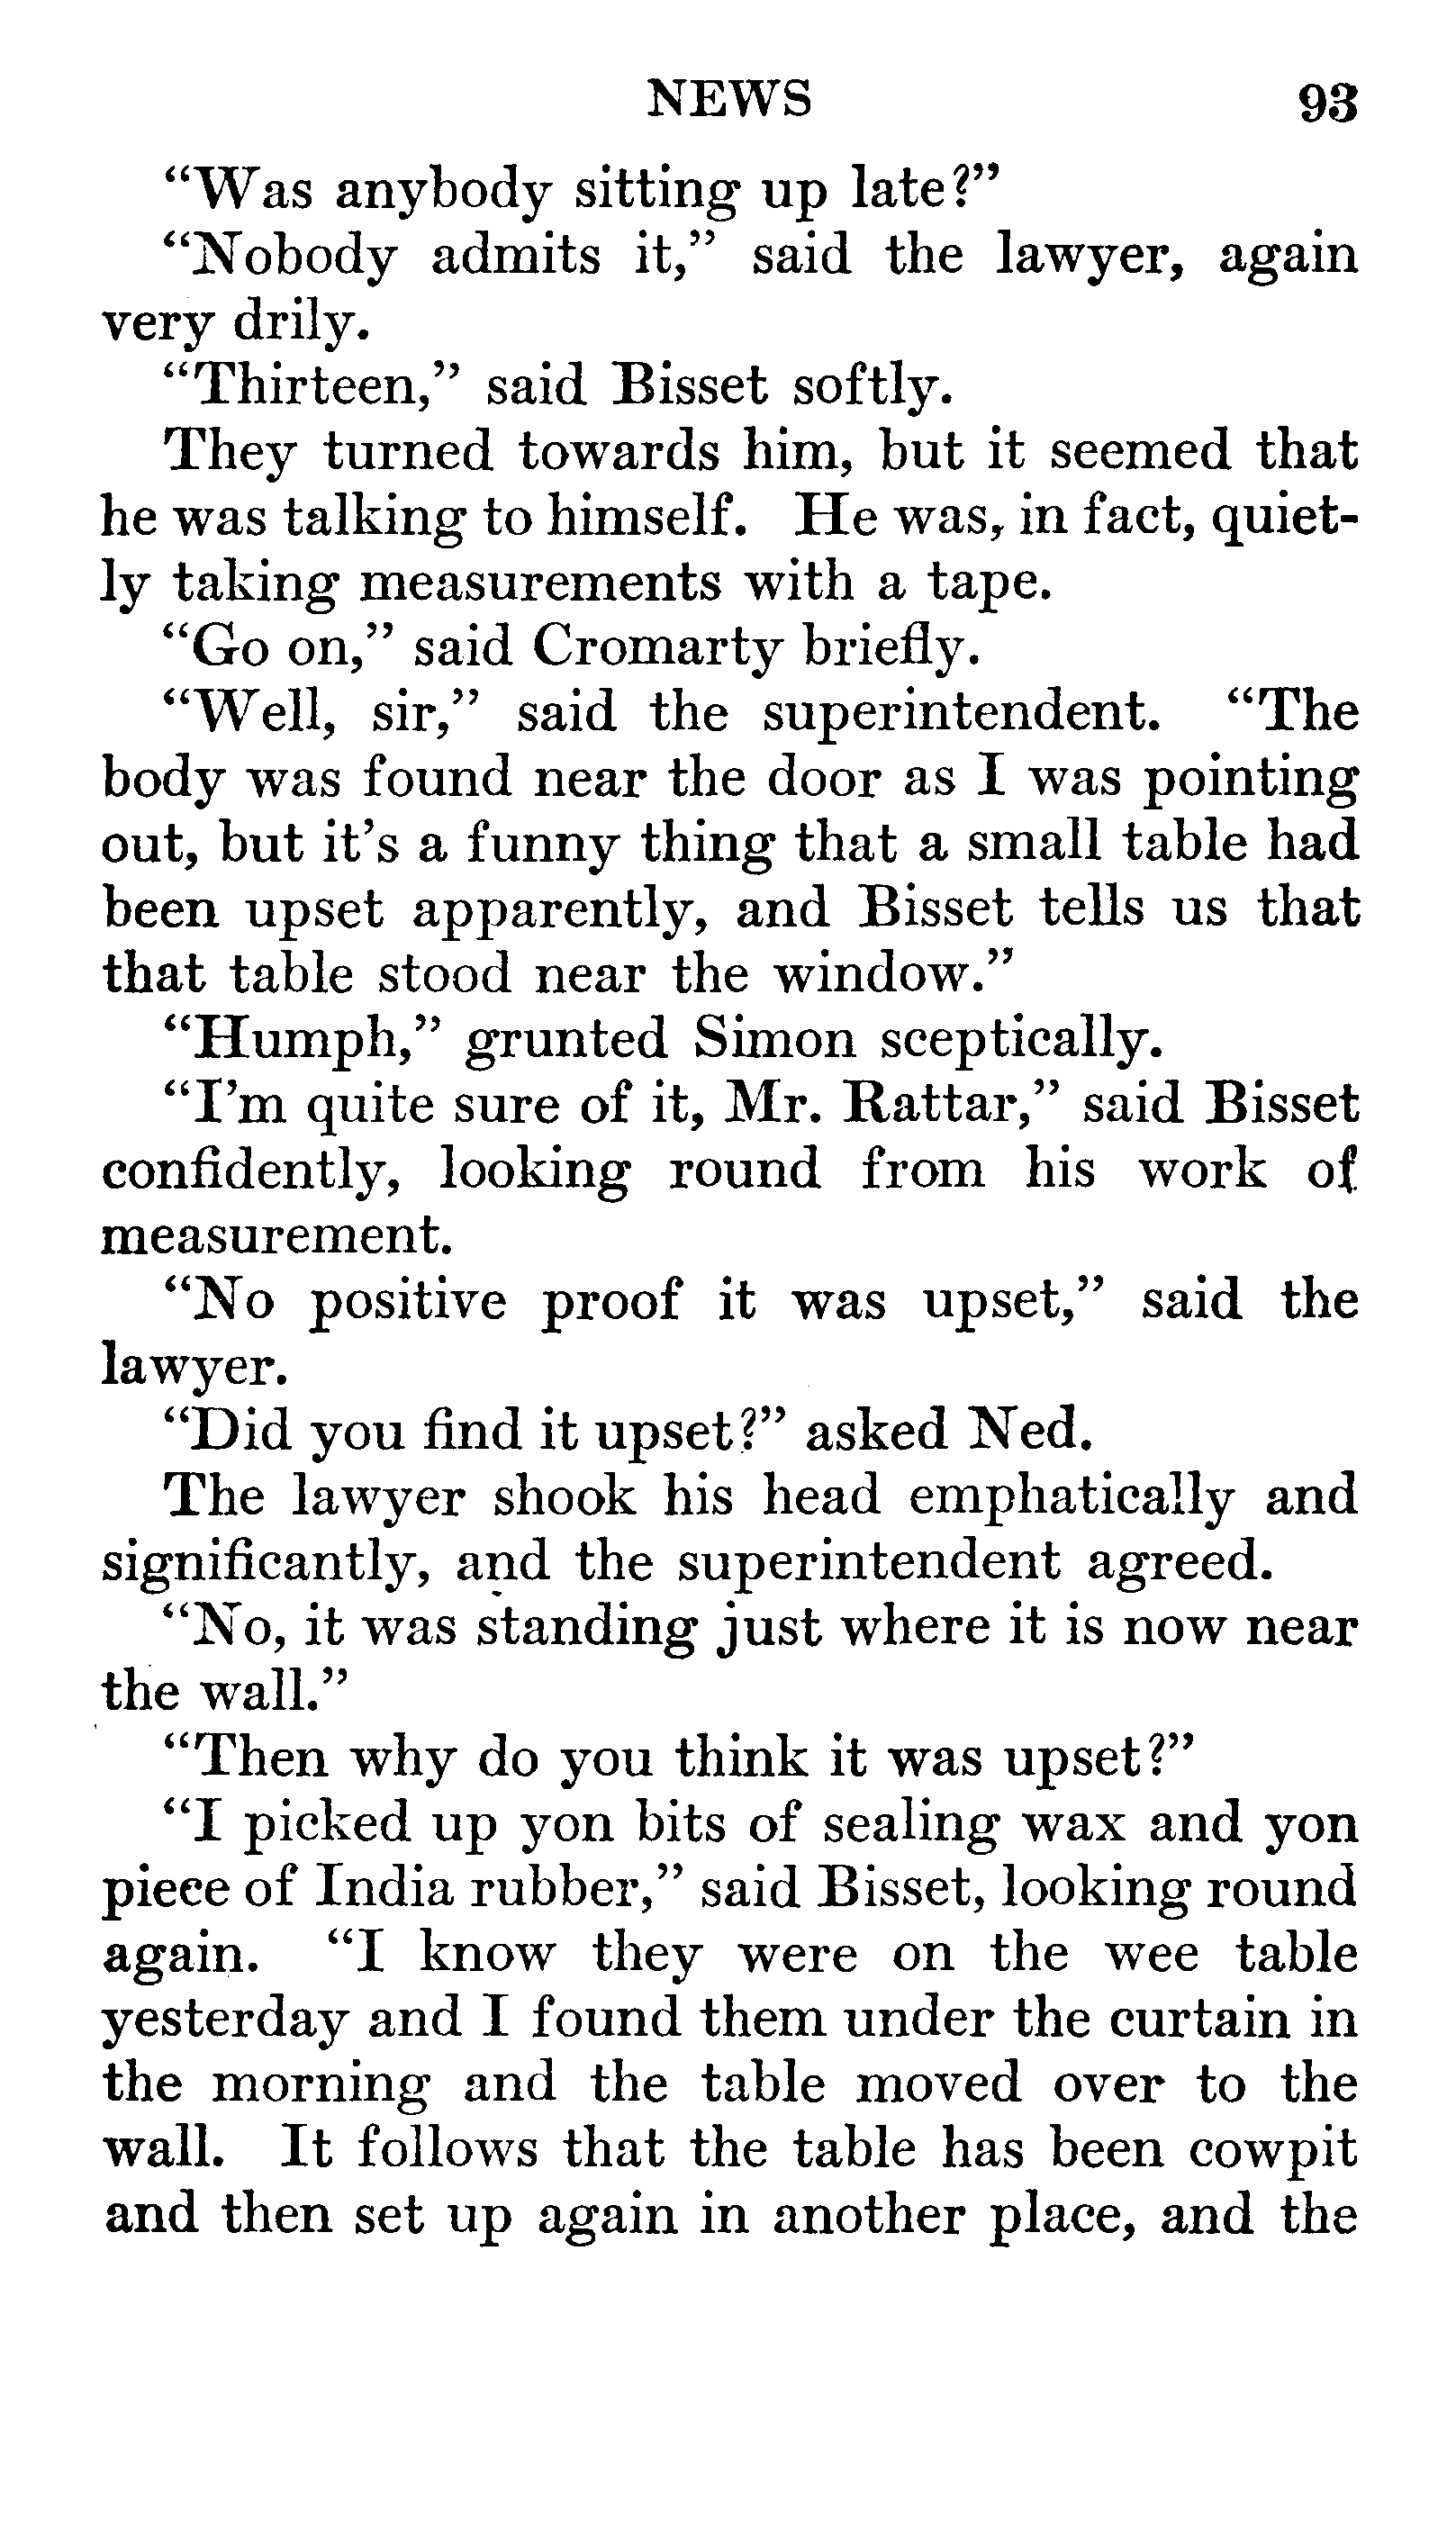 NEWS 93
“Was anybody sitting up late?”
“Nobody admits it,” said the lawyer, again
very drily.
“Thirteen,” said Bisset softly.
They turned towards him, but it seemed that
he was talking to himself. He was, in fact, quiet-
ly taking measurements with a tape.
“Go on,” said Cromarty briefly.
“Well, sir,” said the superintendent. “The
body was found near the door as I was pointing
out, but it’s a funny thing that a small table had
been upset apparently, and Bisset tells us that
that table stood near the window.”
“Humph,” grunted Simon sceptically.
“I’m quite sure of it, Mr. Rattar,” said Bisset
confidently, looking round from his work of
measurement.
“No positive proof it was upset,” said the
lawyer.
“Did you find it upset?” asked Ned.
The lawyer shook his head emphatically and
significantly, and the superintendent agreed.
“No, it was standing just where it is now near
the wall.”
“Then why do you think it was upset?”
“I picked up yon bits of sealing wax and yon
piece of India rubber,” said Bisset, looking round
again. “I know they were on the wee table
yesterday and I found them under the curtain in
the morning and the table moved over to the
wall. It follows that the table has been cowpit
and then set up again in another place, and the